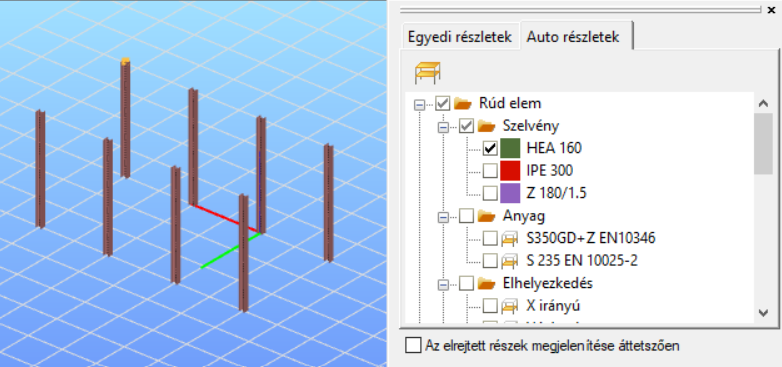 Egyedi részletek
Auto részletek
Rúd elem
Szelvény
HEA 160
IPE 300
Z 180/1.5
Anyag
S350GD+Z EN10346
S 235 EN 10025-2
Elhelyezkedés
X irányú
Az elrejtett részek megjelenítése áttetszően